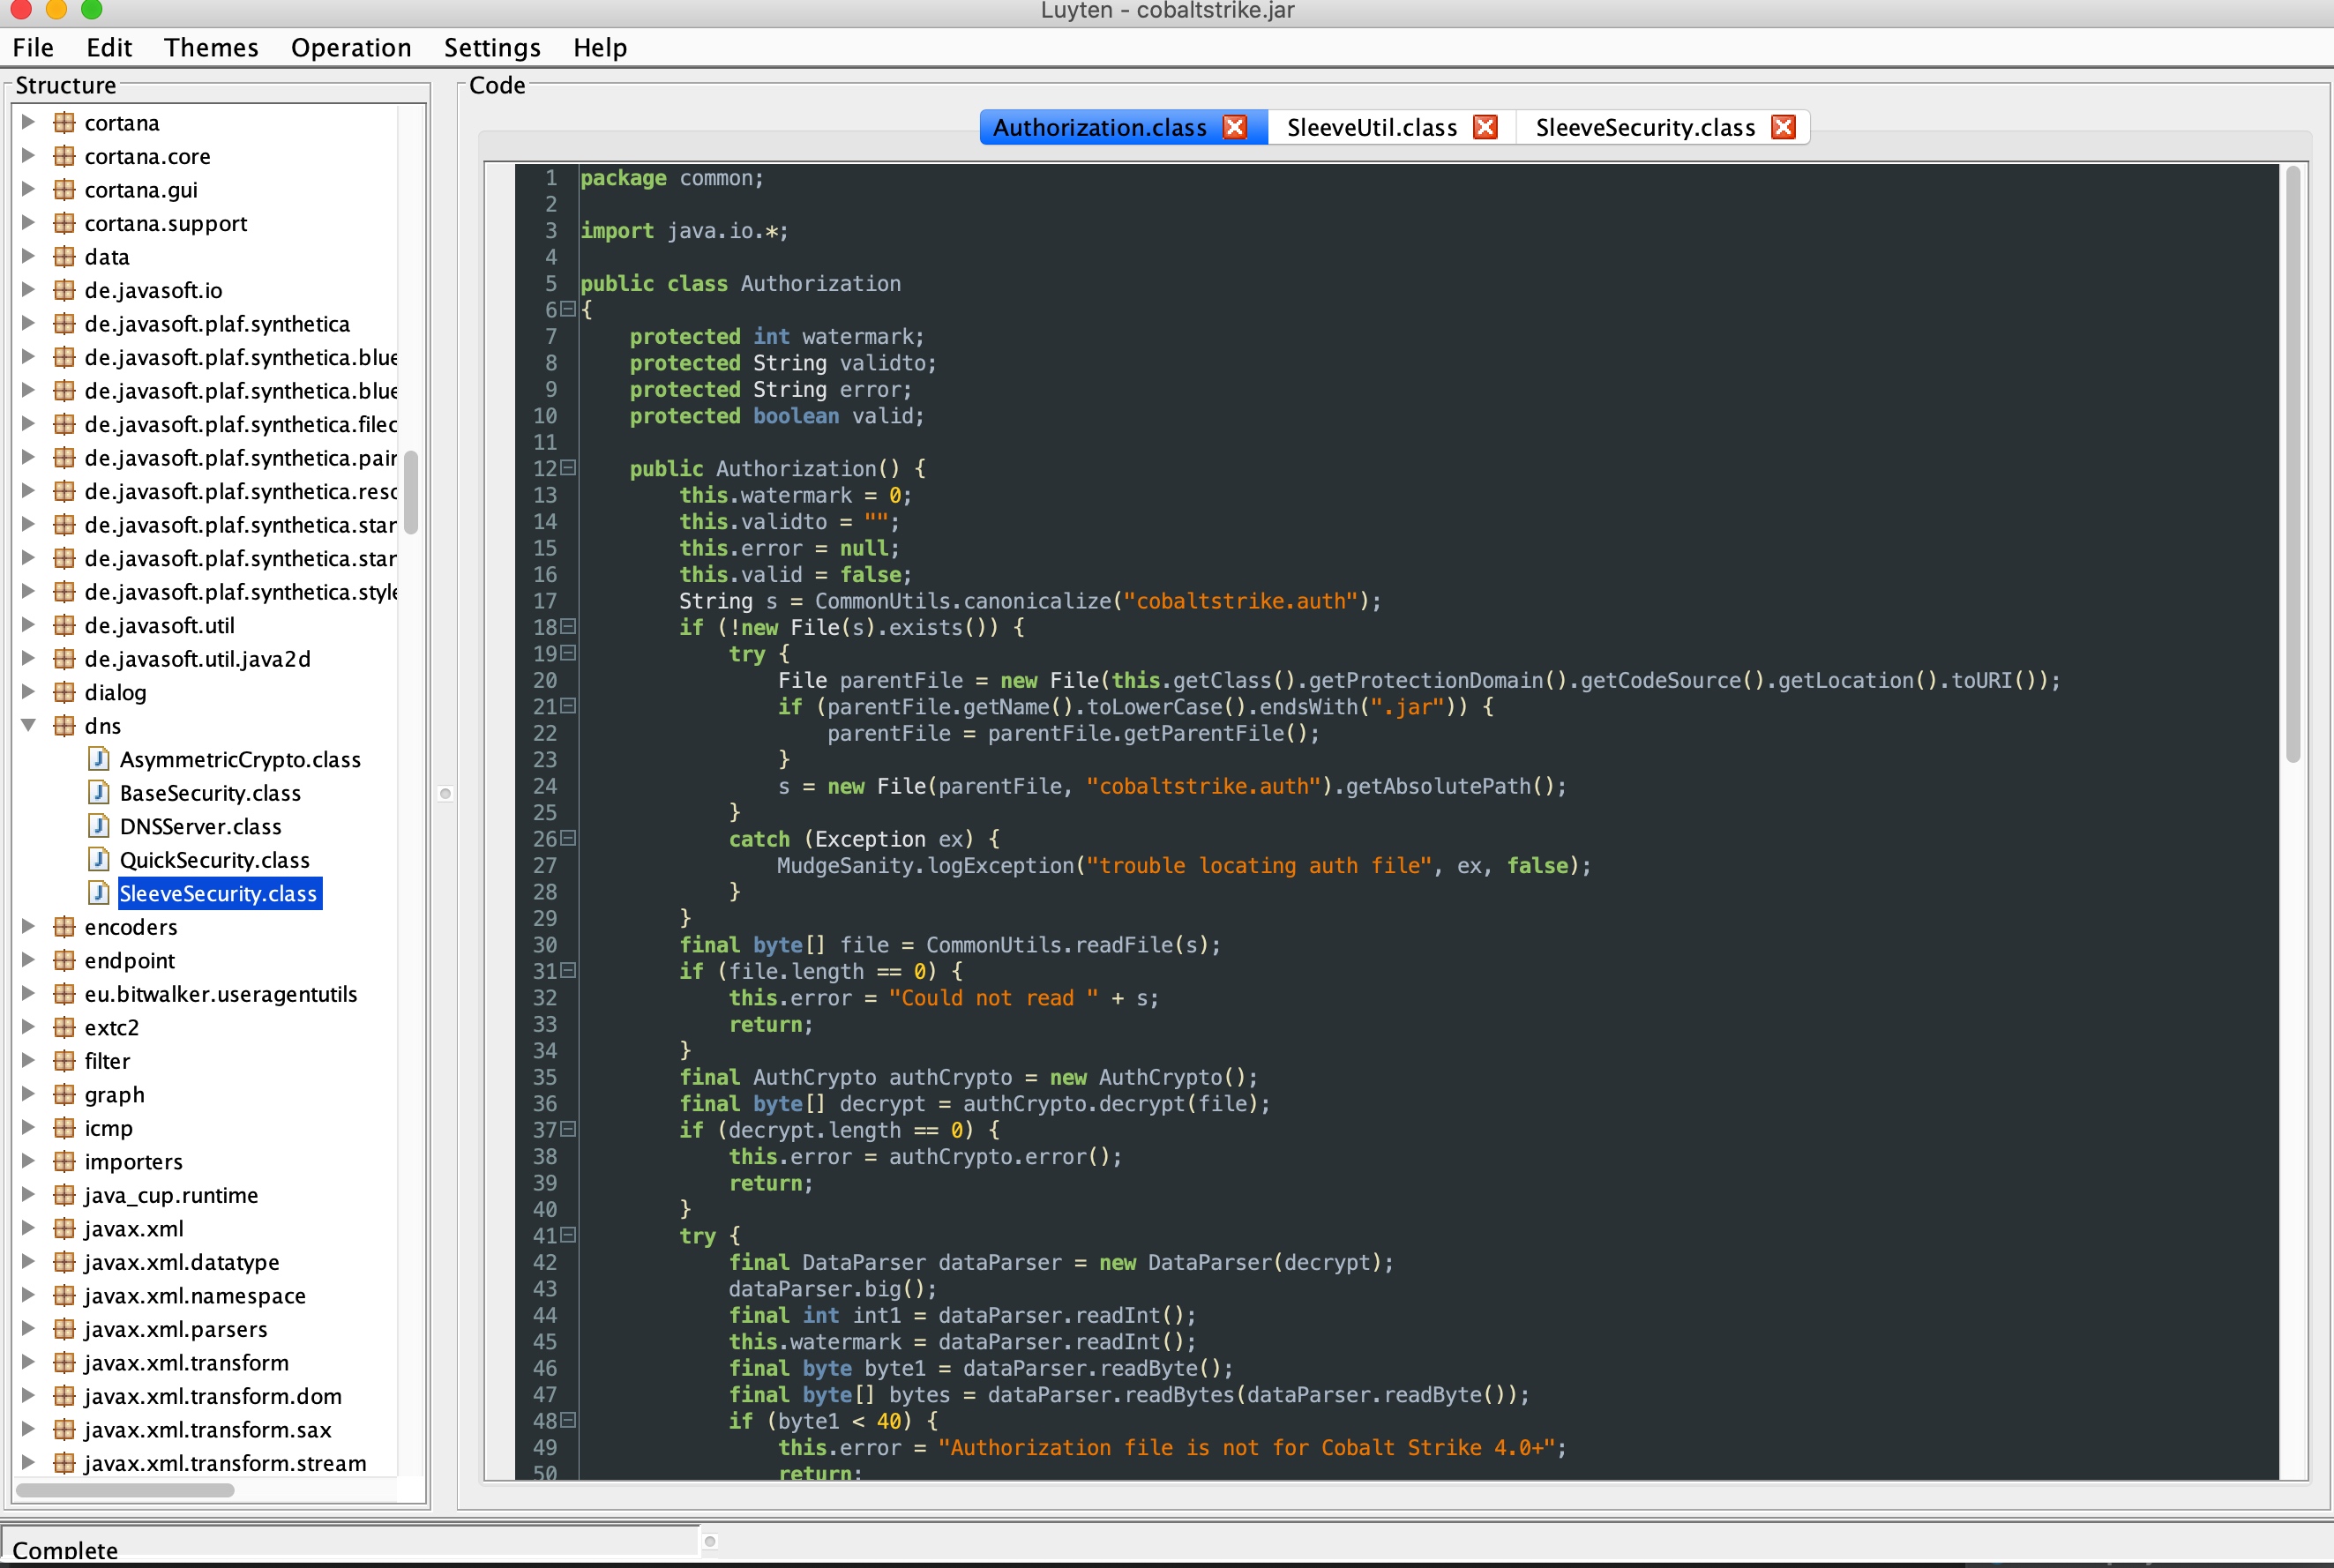 Luyten - cobaltstrike.jar
File Edit Themes Operation Settings Help
Structure
cortana
cortana.core
cortana.gui
cortana.support
data
de.javasoft.io
de.javasoft.plaf.synthetica
de.javasoft.plaf.synthetica.blue
de.javasoft.plaf.synthetica.blue
de.javasoft.plaf.synthetica.filec
de.javasoft.plaf.synthetica.pair
de.javasoft.plaf.synthetica.resc
de.javasoft.plaf.synthetica.star
de.javasoft.plaf.synthetica.star
de.javasoft.plaf.synthetica.style
de.javasoft.util
de.javasoft.util.java2d
dialog
dns
AsymmetricCrypto.class
BaseSecurity.class
DNSServer.class
QuickSecurity.class
SleeveSecurity.class
encoders
endpoint
eu.bitwalker.useragentutils
extc2
filter
graph
icmp
importers
java_cup.runtime
javax.xml
javax.xml.datatype
javax.xml.namespace
javax.xml.parsers
javax.xml.transform
javax.xml.transform.dom
javax.xml.transform.sax
javax.xml.transform.stream
Code
Authorization.class SleeveUtil.class SleeveSecurity.class
1 package common;
2
3 import java.io.*;
4
5 public class Authorization
6 {
7     protected int watermark;
8     protected String validto;
9     protected String error;
10     protected boolean valid;
11
12     public Authorization() {
13         this.watermark = 0;
14         this.validto = "";
15         this.error = null;
16         this.valid = false;
17         String s = CommonUtils.canonicalize("cobaltstrike.auth");
18         if (!new File(s).exists()) {
19             try {
20                 File parentFile = new File(this.getClass().getProtectionDomain().getCodeSource().getLocation().toURI());
21                 if (parentFile.getName().toLowerCase().endsWith(".jar")) {
22                     parentFile = parentFile.getParentFile();
23                 }
24                 s = new File(parentFile, "cobaltstrike.auth").getAbsolutePath();
25             }
26             catch (Exception ex) {
27                 MudgeSanity.logException("trouble locating auth file", ex, false);
28             }
29         }
30         final byte[] file = CommonUtils.readFile(s);
31         if (file.length == 0) {
32             this.error = "Could not read " + s;
33             return;
34         }
35         final AuthCrypto authCrypto = new AuthCrypto();
36         final byte[] decrypt = authCrypto.decrypt(file);
37         if (decrypt.length == 0) {
38             this.error = authCrypto.error();
39             return;
40         }
41         try {
42             final DataParser dataParser = new DataParser(decrypt);
43             dataParser.big();
44             final int int1 = dataParser.readInt();
45             this.watermark = dataParser.readInt();
46             final byte byte1 = dataParser.readByte();
47             final byte[] bytes = dataParser.readBytes(dataParser.readByte());
48             if (byte1 < 40) {
49                 this.error = "Authorization file is not for Cobalt Strike 4.0+";
50                 return;
Complete